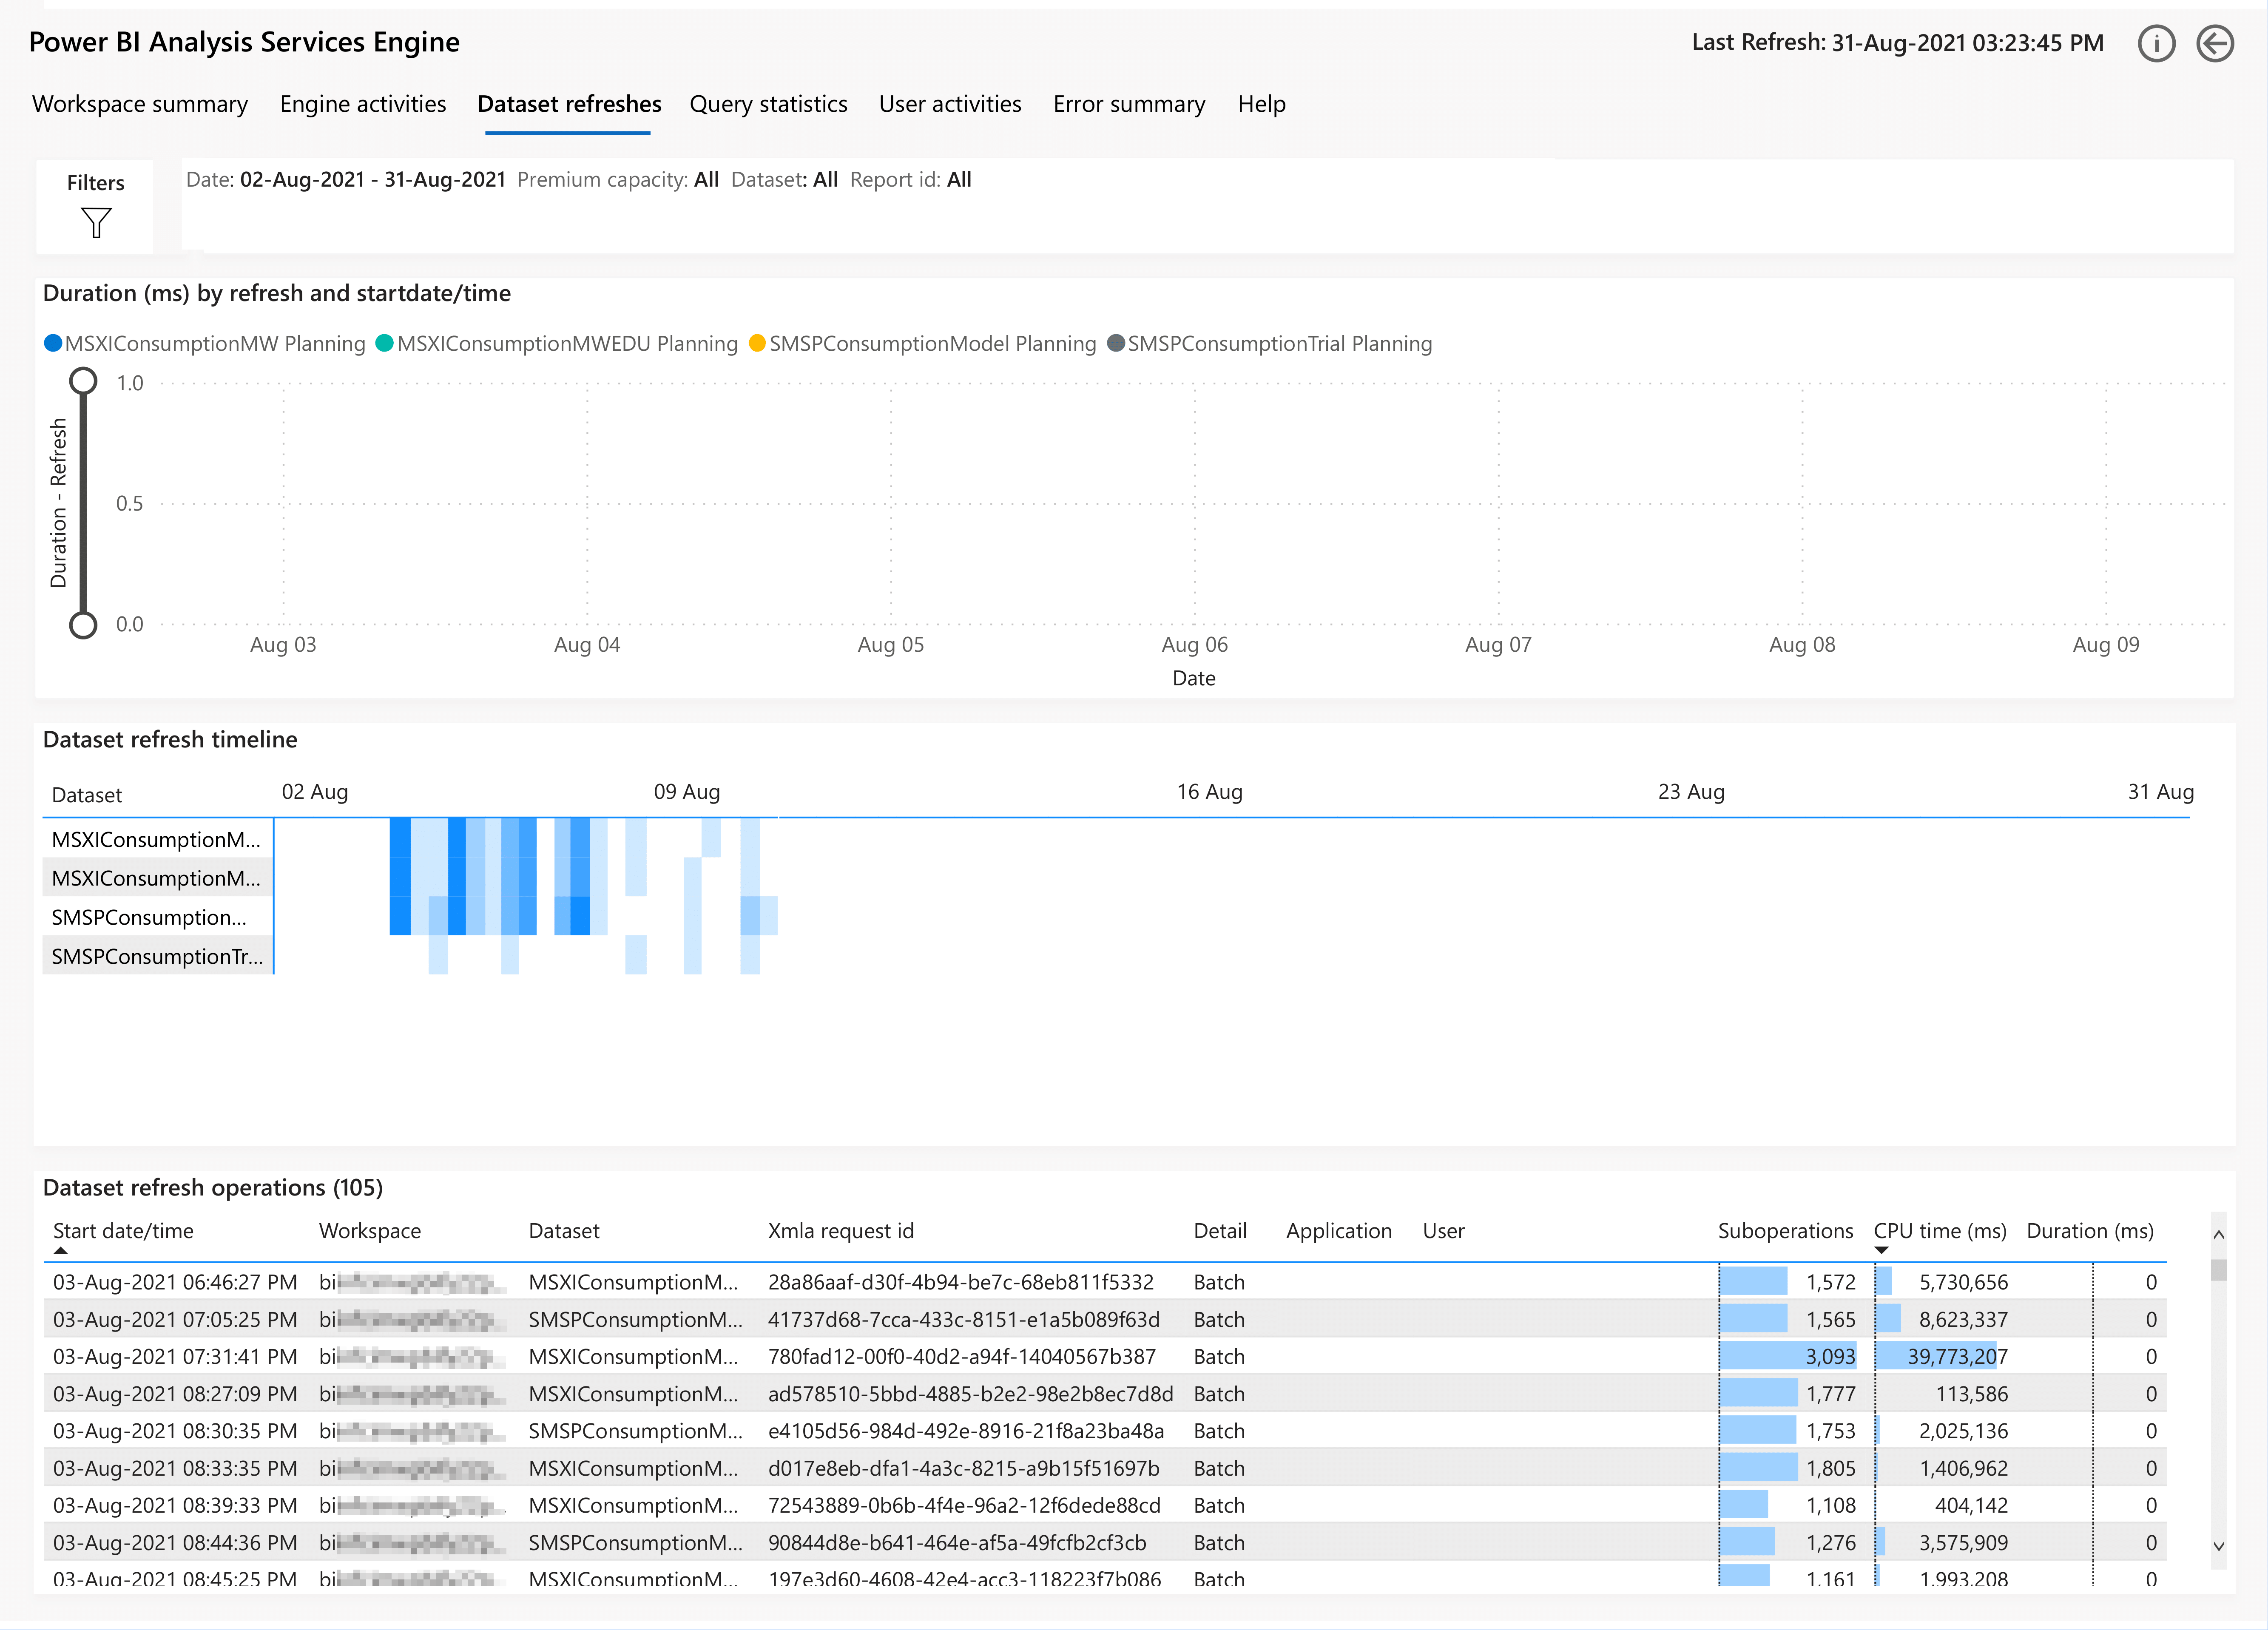 Power BI Analysis Services Engine
Last Refresh: 31-Aug-2021 03:23:45 PM
Workspace summary Engine activities Dataset refreshes Query statistics User activities Error summary Help
Filters
Date: 02-Aug-2021 - 31-Aug-2021 Premium capacity: All Dataset: All Report id: All
Duration (ms) by refresh and startdate/time
MSXIConsumptionMW Planning MSXIConsumptionMWEDU Planning SMSPConsumptionModel Planning SMSPConsumptionTrial Planning
Duration - Refresh
1.0
0.5
0.0
Aug 03 Aug 04 Aug 05 Aug 06 Aug 07 Aug 08 Aug 09
Date
Dataset refresh timeline
Dataset 02 Aug 09 Aug 16 Aug 23 Aug 31 Aug
MSXIConsumptionM...
MSXIConsumptionM...
SMSPConsumption...
SMSPConsumptionTr...
Dataset refresh operations (105)
Start date/time Workspace Dataset Xmla request id Detail Application User Suboperations CPU time (ms) Duration (ms)
03-Aug-2021 06:46:27 PM bi MSXIConsumptionM... 28a86aaf-d30f-4b94-be7c-68eb811f5332 Batch 1,572 5,730,656 0
03-Aug-2021 07:05:25 PM bi SMSPConsumptionM... 41737d68-7cca-433c-8151-e1a5b089f63d Batch 1,565 8,623,337 0
03-Aug-2021 07:31:41 PM bi MSXIConsumptionM... 780fad12-00f0-40d2-a94f-14040567b387 Batch 3,093 39,773,207 0
03-Aug-2021 08:27:09 PM bi MSXIConsumptionM... ad578510-5bbd-4885-b2e2-98e2b8ec7d8d Batch 1,777 113,586 0
03-Aug-2021 08:30:35 PM bi SMSPConsumptionM... e4105d56-984d-492e-8916-21f8a23ba48a Batch 1,753 2,025,136 0
03-Aug-2021 08:33:35 PM bi MSXIConsumptionM... d017e8eb-dfa1-4a3c-8215-a9b15f51697b Batch 1,805 1,406,962 0
03-Aug-2021 08:39:33 PM bi MSXIConsumptionM... 72543889-0b6b-4f4e-96a2-12f6dede88cd Batch 1,108 404,142 0
03-Aug-2021 08:44:36 PM bi SMSPConsumptionM... 90844d8e-b641-464e-af5a-49fcfb2cf3cb Batch 1,276 3,575,909 0
03-Aug-2021 08:45:25 PM bi MSXIConsumptionM... 197e3d60-4608-42e4-acc3-118223f7b086 Batch 1,161 1,993,208 0